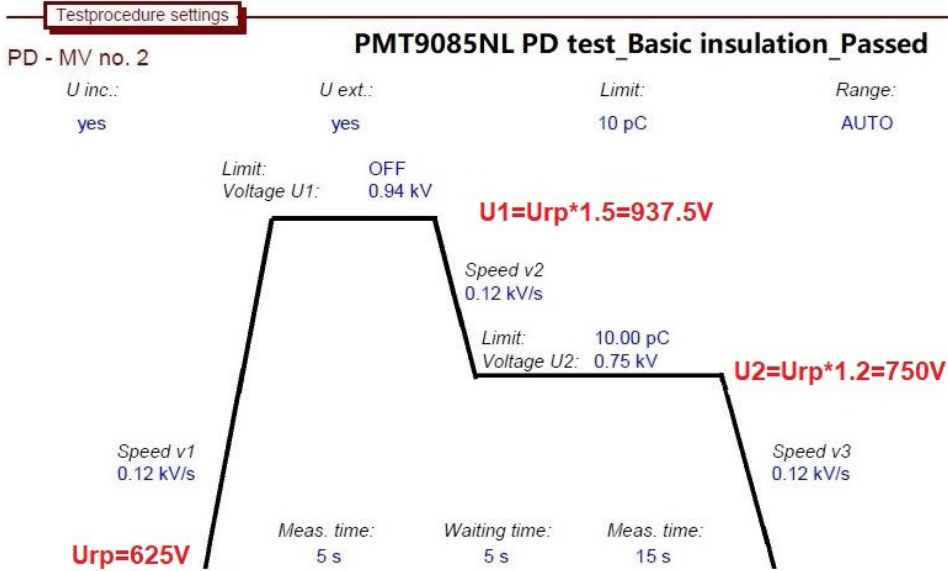 Testprocedure settings
PD - MV no. 2
PMT9085NL PD test_Basic insulation_Passed
U inc.: U ext.: Limit: Range:
yes yes 10 pC AUTO
Limit: OFF
Voltage U1: 0.94 kV
U1=Urp*1.5=937.5V
Speed v2
0.12 kV/s
Limit: 10.00 pC
Voltage U2: 0.75 kV
U2=Urp*1.2=750V
Speed v1
0.12 kV/s
Speed v3
0.12 kV/s
Meas. time: Waiting time: Meas. time:
5 s 5 s 15 s
Urp=625V